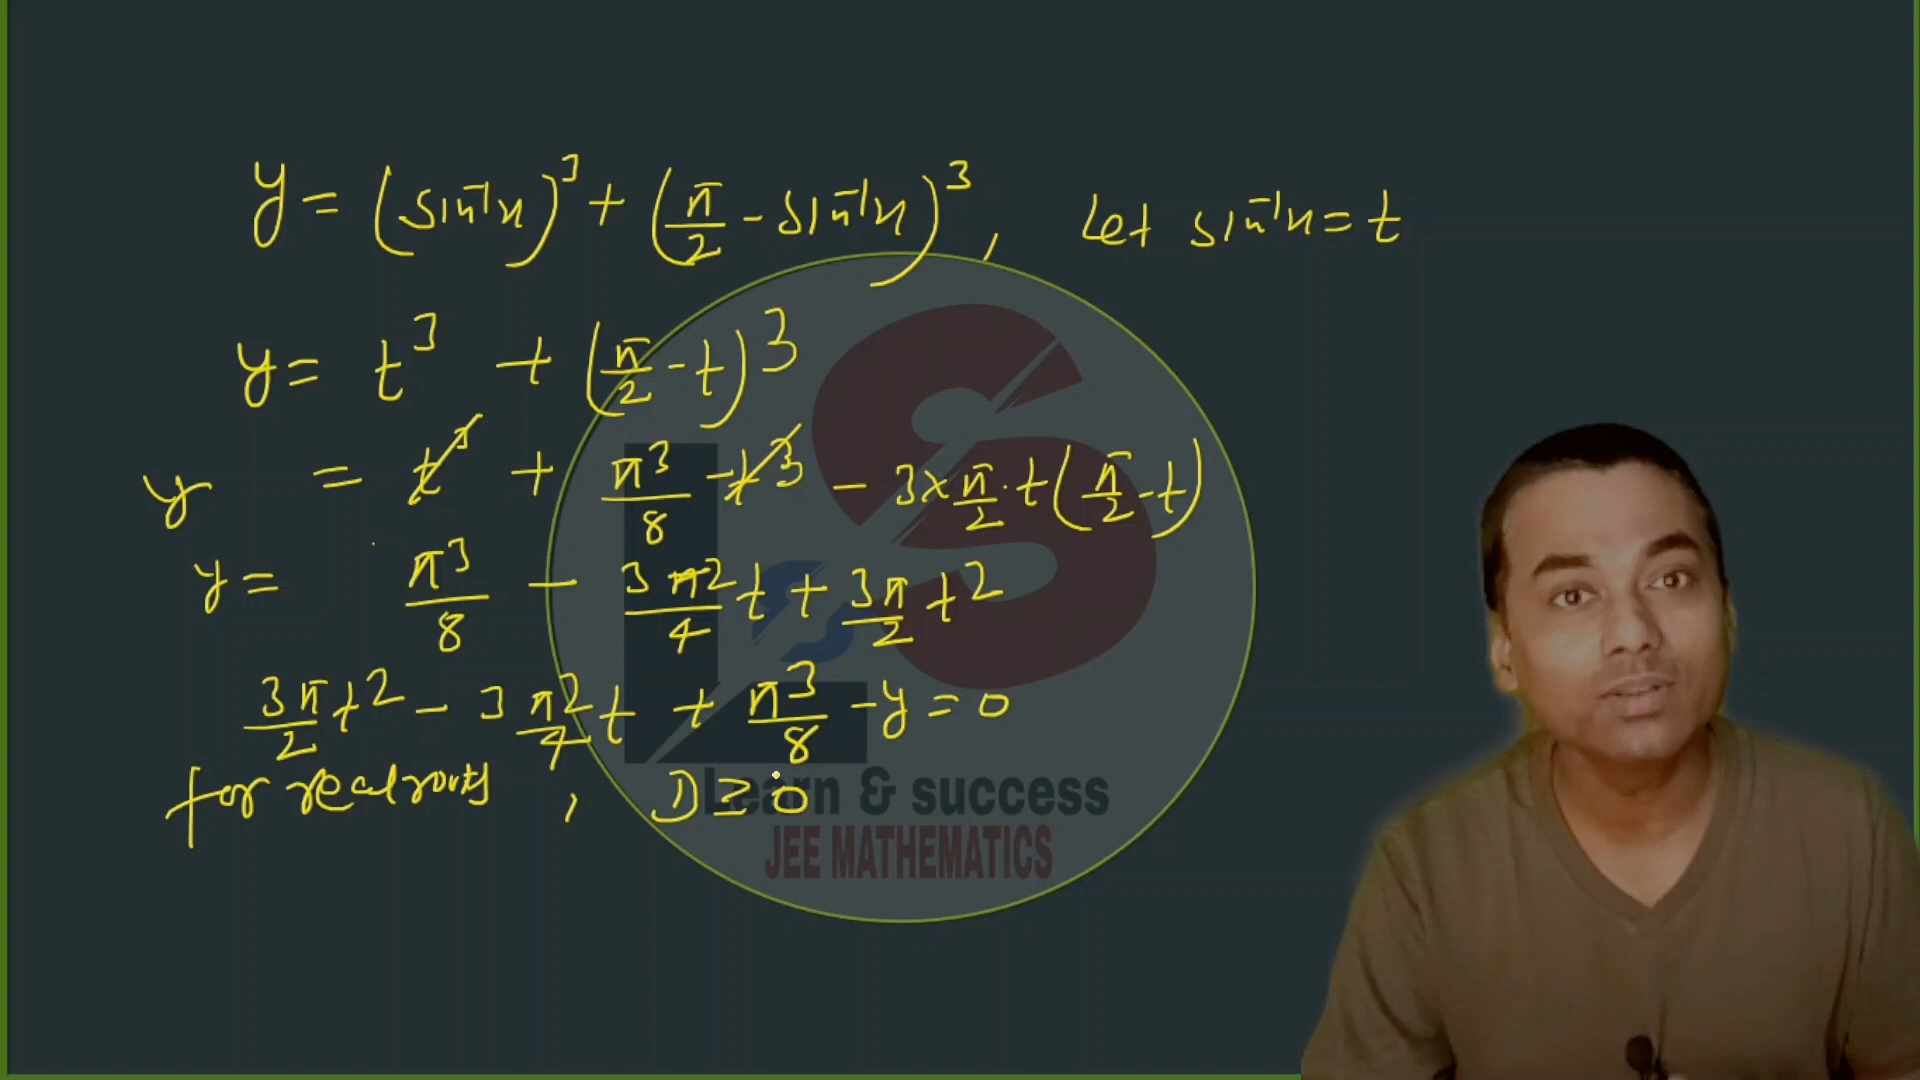 y = (sin⁻¹x)³ + (π/2 - sin⁻¹x)³, Let sin⁻¹x = t
y = t³ + (π/2 - t)³
y = t³ + π³/8 - t³ - 3×π/2·t(π/2 - t)
y = π³/8 - 3π²/4 t + 3π/2 t²
3π/2 t² - 3π²/4 t + π³/8 - y = 0
for real roots, D ≥ 0
Learn & success
JEE MATHEMATICS